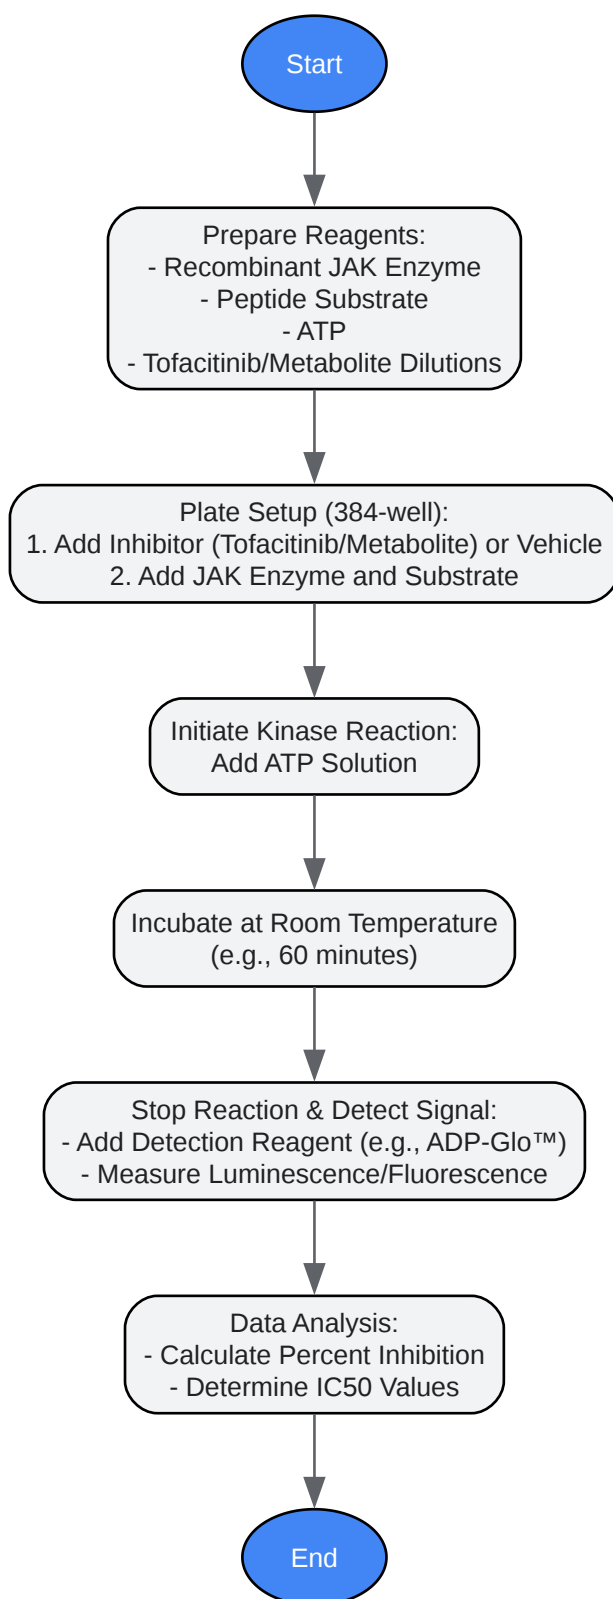 Start
Prepare Reagents:
- Recombinant JAK Enzyme
- Peptide Substrate
- ATP
- Tofacitinib/Metabolite Dilutions
Plate Setup (384-well):
1. Add Inhibitor (Tofacitinib/Metabolite) or Vehicle
2. Add JAK Enzyme and Substrate
Initiate Kinase Reaction:
Add ATP Solution
Incubate at Room Temperature
(e.g., 60 minutes)
Stop Reaction & Detect Signal:
- Add Detection Reagent (e.g., ADP-Glo™)
- Measure Luminescence/Fluorescence
Data Analysis:
- Calculate Percent Inhibition
- Determine IC50 Values
End